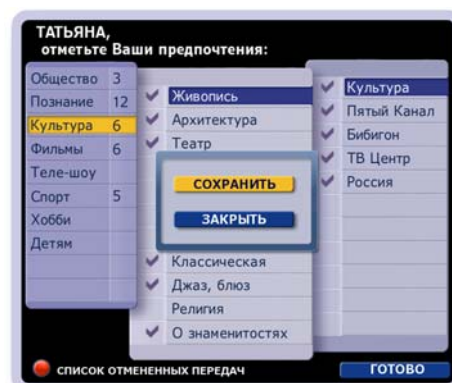 ТАТЬЯНА,
отметьте Ваши предпочтения:
Общество 3
Познание 12
Культура 6
Фильмы 6
Теле-шоу
Спорт 5
Хобби
Детям
Живопись
Архитектура
Театр
Классическая
Джаз, блюз
Религия
О знаменитостях
Культура
Пятый Канал
Бибигон
ТВ Центр
Россия
СОХРАНИТЬ
ЗАКРЫТЬ
СПИСОК ОТМЕНЕННЫХ ПЕРЕДАЧ
ГОТОВО